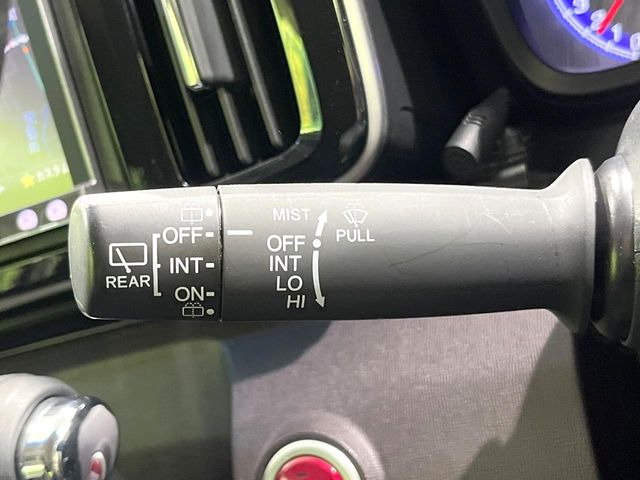 MIST
OFF
INT
LO
HI
PULL
REAR
OFF
INT
ON